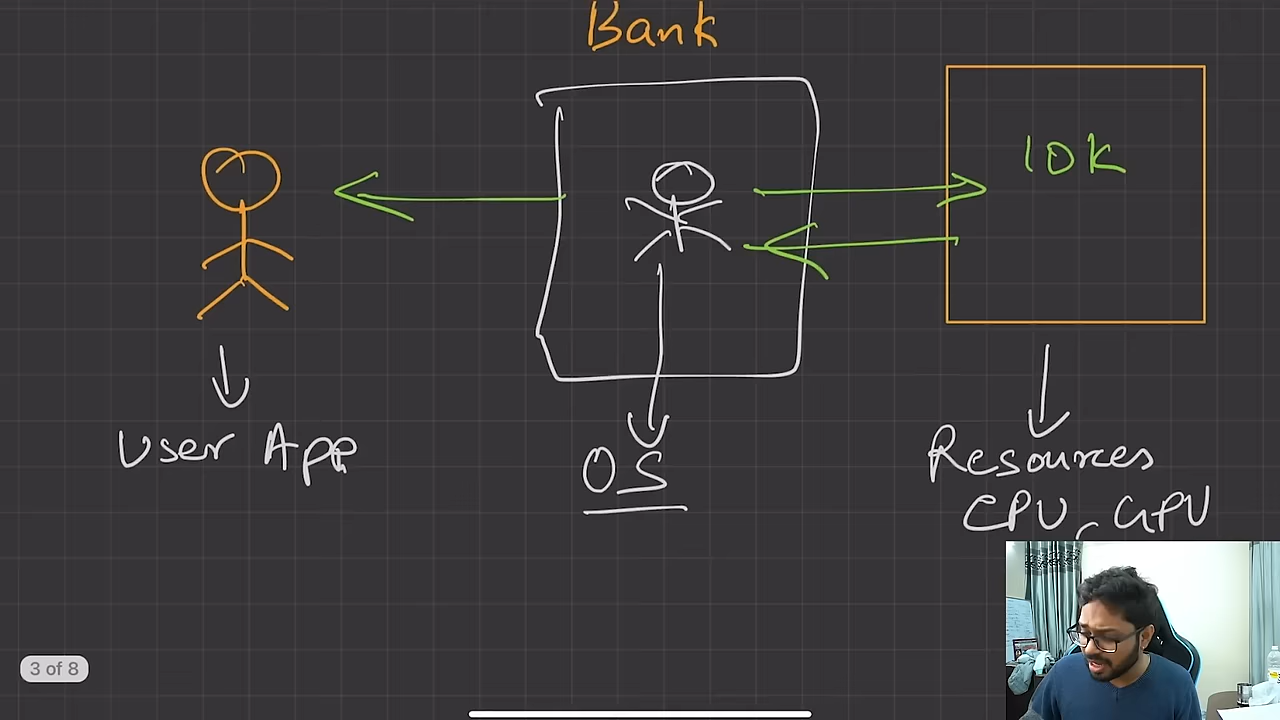 Bank
10K
User App
OS
Resources
CPU, GPU
3 of 8